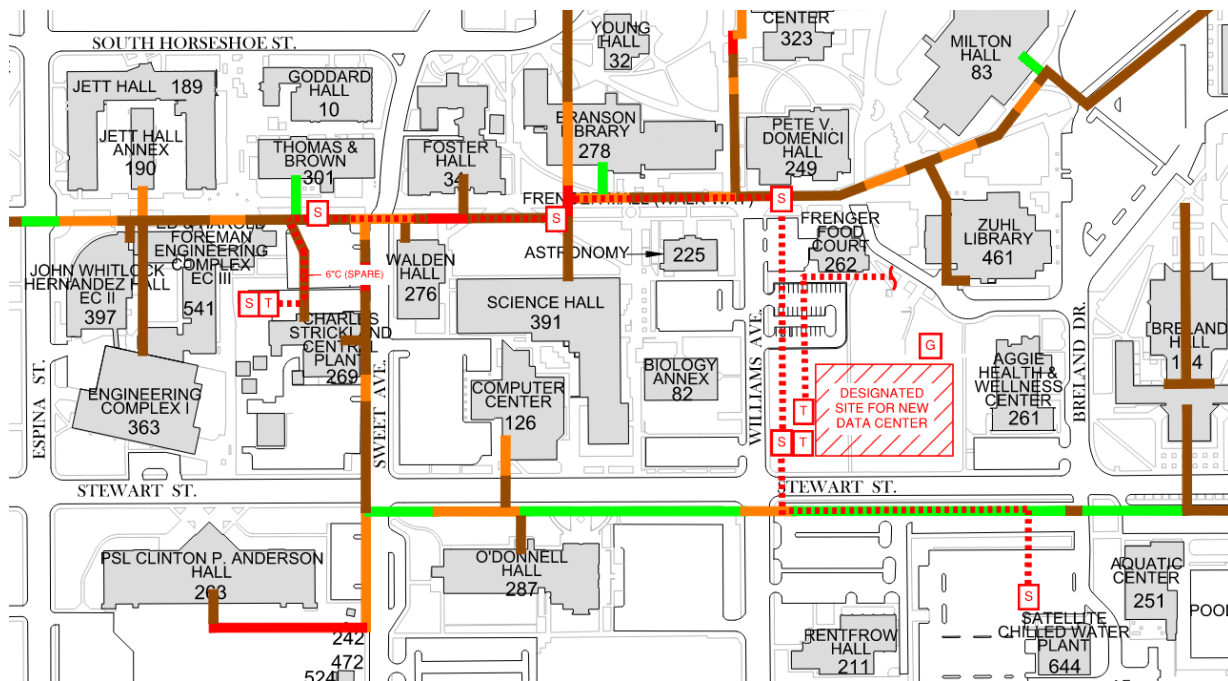 SOUTH HORSESHOE ST.
JETT HALL 189
JETT HALL
ANNEX
190
GODDARD
HALL
10
THOMAS &
BROWN
301
FOSTER
HALL
34
YOUNG
HALL
32
BRANSON
LIBRARY
278
CENTER
323
PETE V.
DOMENICI
HALL
249
MILTON
HALL
83
S
S
S
FOREMAN
ENGINEERING
COMPLEX
EC III
541
JOHN WHITLOCK
HERNANDEZ HALL
EC II
397
6"C (SPARE)
S T
WALDEN
HALL
276
ASTRONOMY
225
FRENGER
FOOD
COURT
262
ZUHL
LIBRARY
461
SCIENCE HALL
391
CHARLES
STRICKLAND
CENTRAL
PLANT
269
ENGINEERING
COMPLEX I
363
COMPUTER
CENTER
126
BIOLOGY
ANNEX
82
G
DESIGNATED
SITE FOR NEW
DATA CENTER
T
S T
AGGIE
HEALTH &
WELLNESS
CENTER
261
BRELAND
HALL
ESPINA ST.
SWEET AVE.
WILLIAMS AVE.
BRELAND DR.
STEWART ST.
STEWART ST.
PSL CLINTON P. ANDERSON
HALL
263
O'DONNELL
HALL
287
242
472
524
RENTFROW
HALL
211
S
SATELLITE
CHILLED WATER
PLANT
644
AQUATIC
CENTER
251
POOL